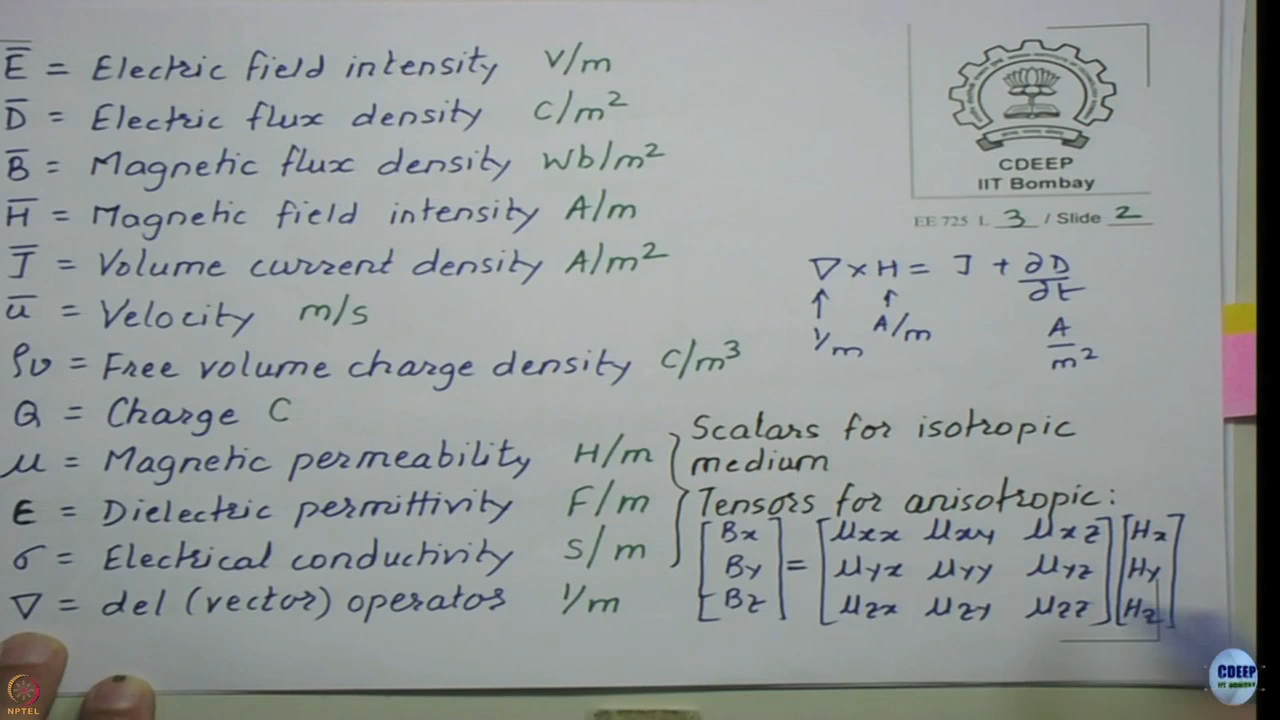 E̅ = Electric field intensity V/m
D̅ = Electric flux density C/m²
B̅ = Magnetic flux density Wb/m²
H̅ = Magnetic field intensity A/m
J̅ = Volume current density A/m²
u̅ = Velocity m/s
ρv = Free volume charge density C/m³
Q = Charge C
μ = Magnetic permeability H/m
ε = Dielectric permittivity F/m
σ = Electrical conductivity S/m
∇ = del (vector) operator 1/m
CDEEP
IIT Bombay
EE 725 L 3 / Slide 2
∇ × H = J + ∂D/∂t
↑ ↑
1/m A/m A/m²
Scalars for isotropic
medium
Tensors for anisotropic:
[Bx] = [μxx μxy μxz] [Hx]
[By] [μyx μyy μyz] [Hy]
[Bz] [μzx μzy μzz] [Hz]
NPTEL
CDEEP
IIT BOMBAY